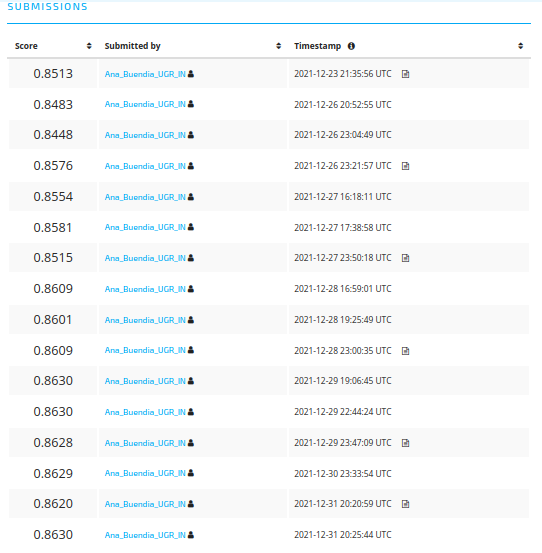 SUBMISSIONS
Score Submitted by Timestamp
0.8513 Ana_Buendia_UGR_IN 2021-12-23 21:35:56 UTC
0.8483 Ana_Buendia_UGR_IN 2021-12-26 20:52:55 UTC
0.8448 Ana_Buendia_UGR_IN 2021-12-26 23:04:49 UTC
0.8576 Ana_Buendia_UGR_IN 2021-12-26 23:21:57 UTC
0.8554 Ana_Buendia_UGR_IN 2021-12-27 16:18:11 UTC
0.8581 Ana_Buendia_UGR_IN 2021-12-27 17:38:58 UTC
0.8515 Ana_Buendia_UGR_IN 2021-12-27 23:50:18 UTC
0.8609 Ana_Buendia_UGR_IN 2021-12-28 16:59:01 UTC
0.8601 Ana_Buendia_UGR_IN 2021-12-28 19:25:49 UTC
0.8609 Ana_Buendia_UGR_IN 2021-12-28 23:00:35 UTC
0.8630 Ana_Buendia_UGR_IN 2021-12-29 19:06:45 UTC
0.8630 Ana_Buendia_UGR_IN 2021-12-29 22:44:24 UTC
0.8628 Ana_Buendia_UGR_IN 2021-12-29 23:47:09 UTC
0.8629 Ana_Buendia_UGR_IN 2021-12-30 23:33:54 UTC
0.8620 Ana_Buendia_UGR_IN 2021-12-31 20:20:59 UTC
0.8630 Ana_Buendia_UGR_IN 2021-12-31 20:25:44 UTC